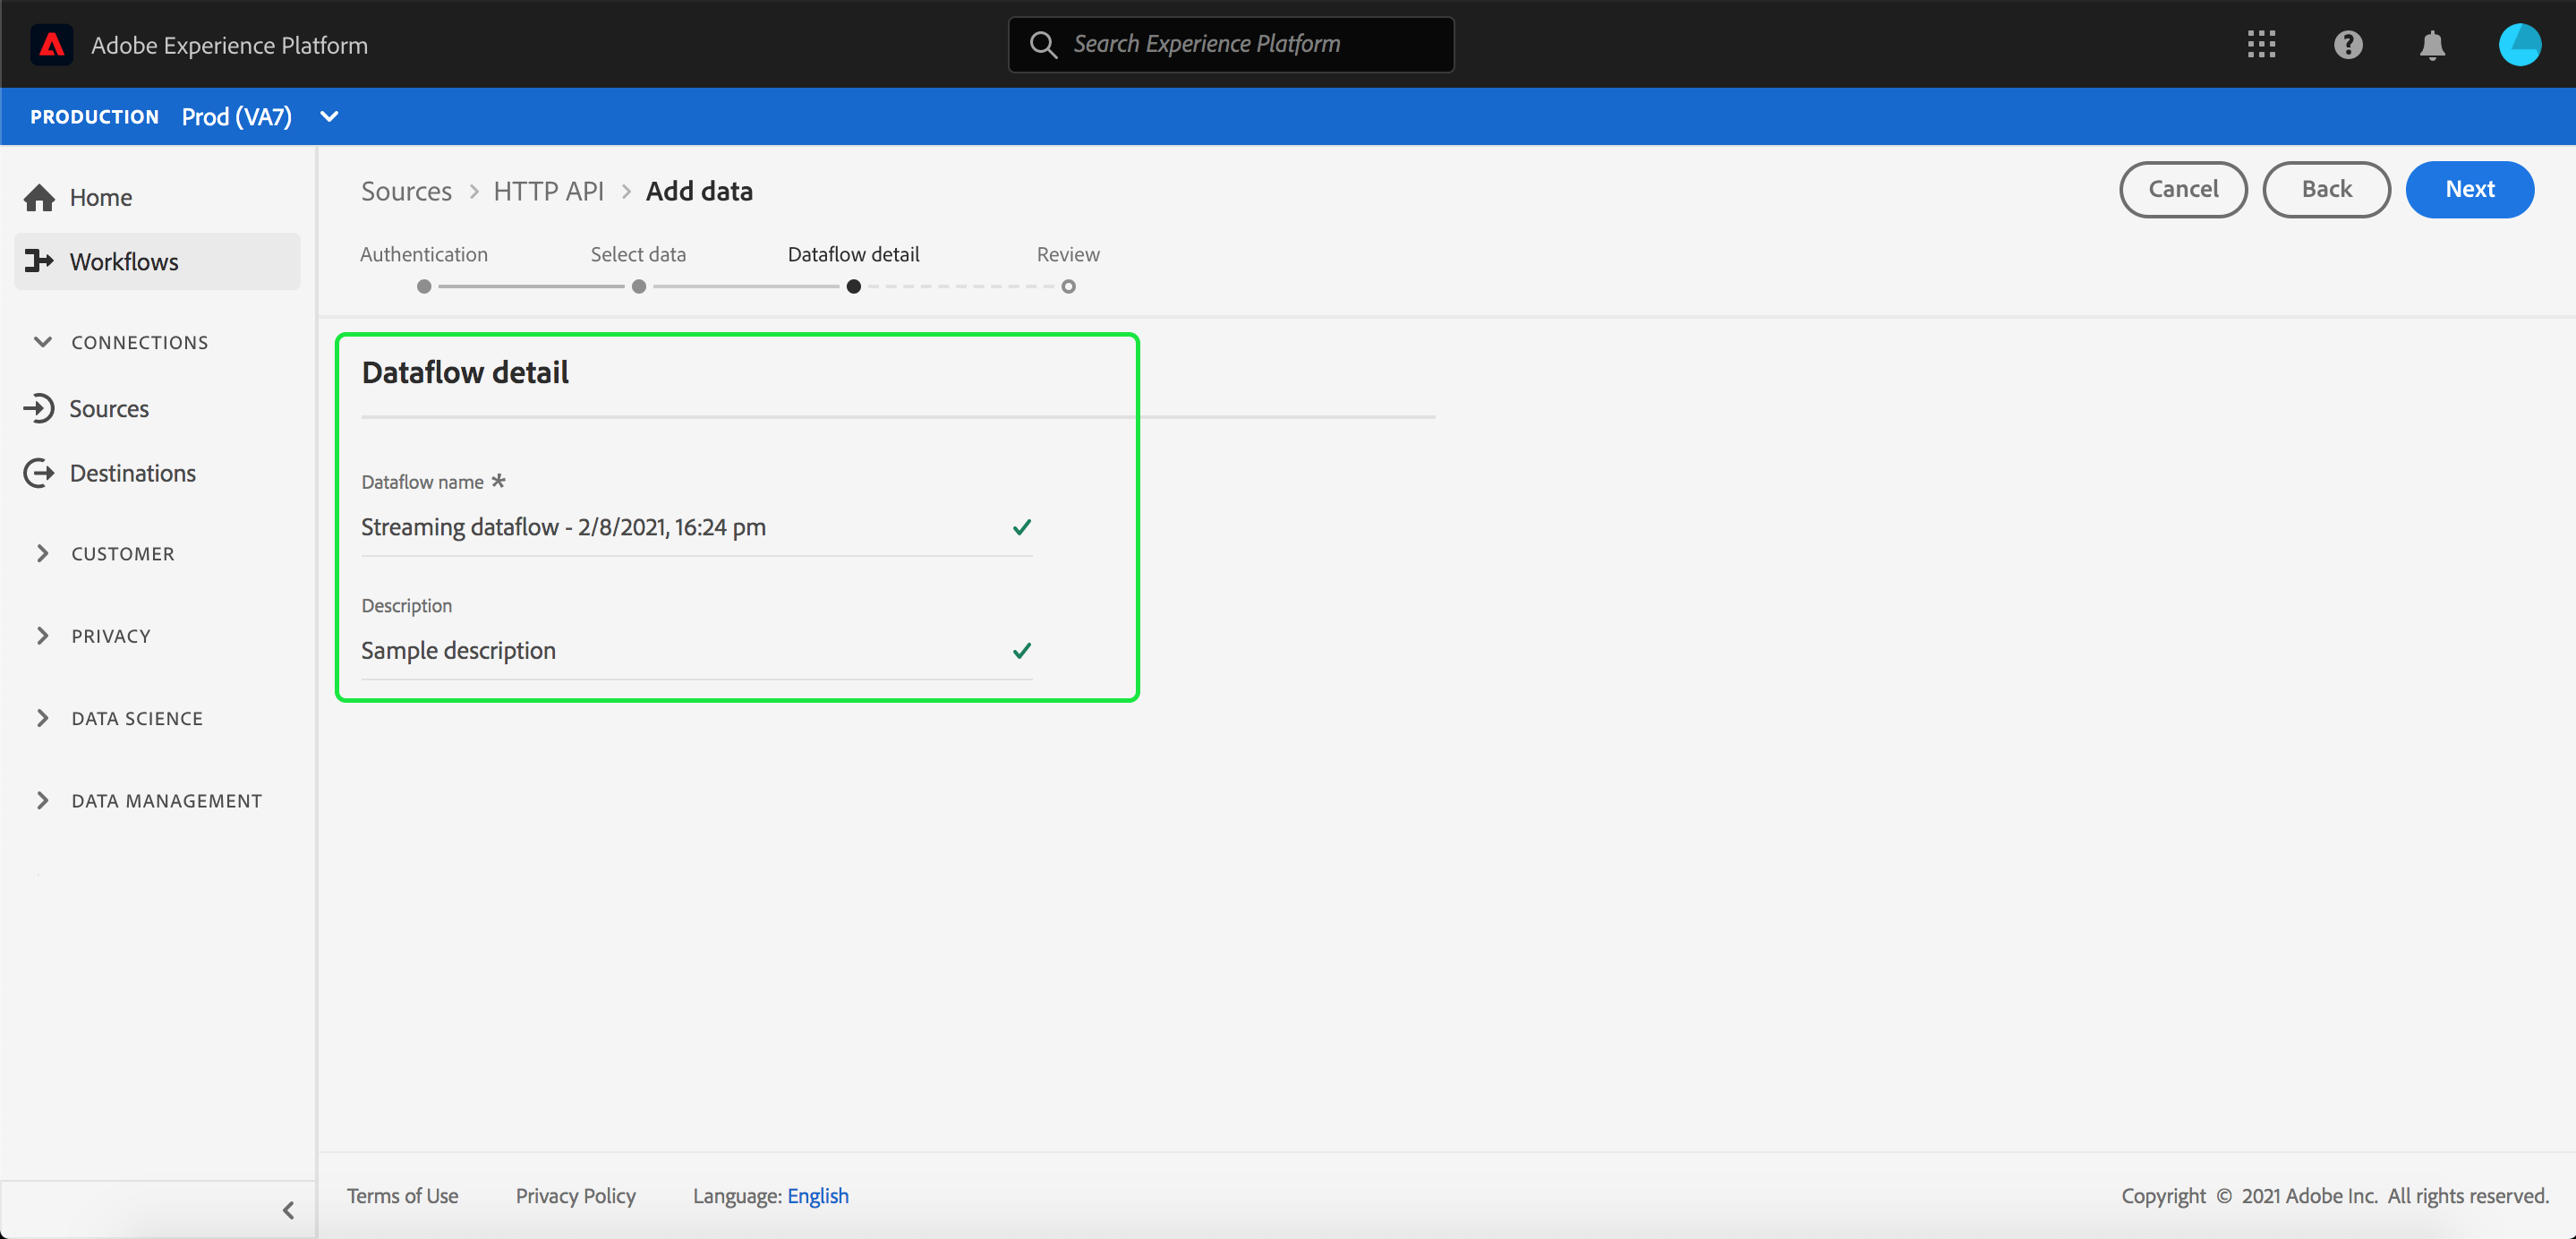 Adobe Experience Platform
Search Experience Platform
PRODUCTION Prod (VA7)
Home
Workflows
CONNECTIONS
Sources
Destinations
CUSTOMER
PRIVACY
DATA SCIENCE
DATA MANAGEMENT
Sources > HTTP API > Add data
Cancel Back Next
Authentication Select data Dataflow detail Review
Dataflow detail
Dataflow name *
Streaming dataflow - 2/8/2021, 16:24 pm
Description
Sample description
Terms of Use Privacy Policy Language: English
Copyright © 2021 Adobe Inc. All rights reserved.